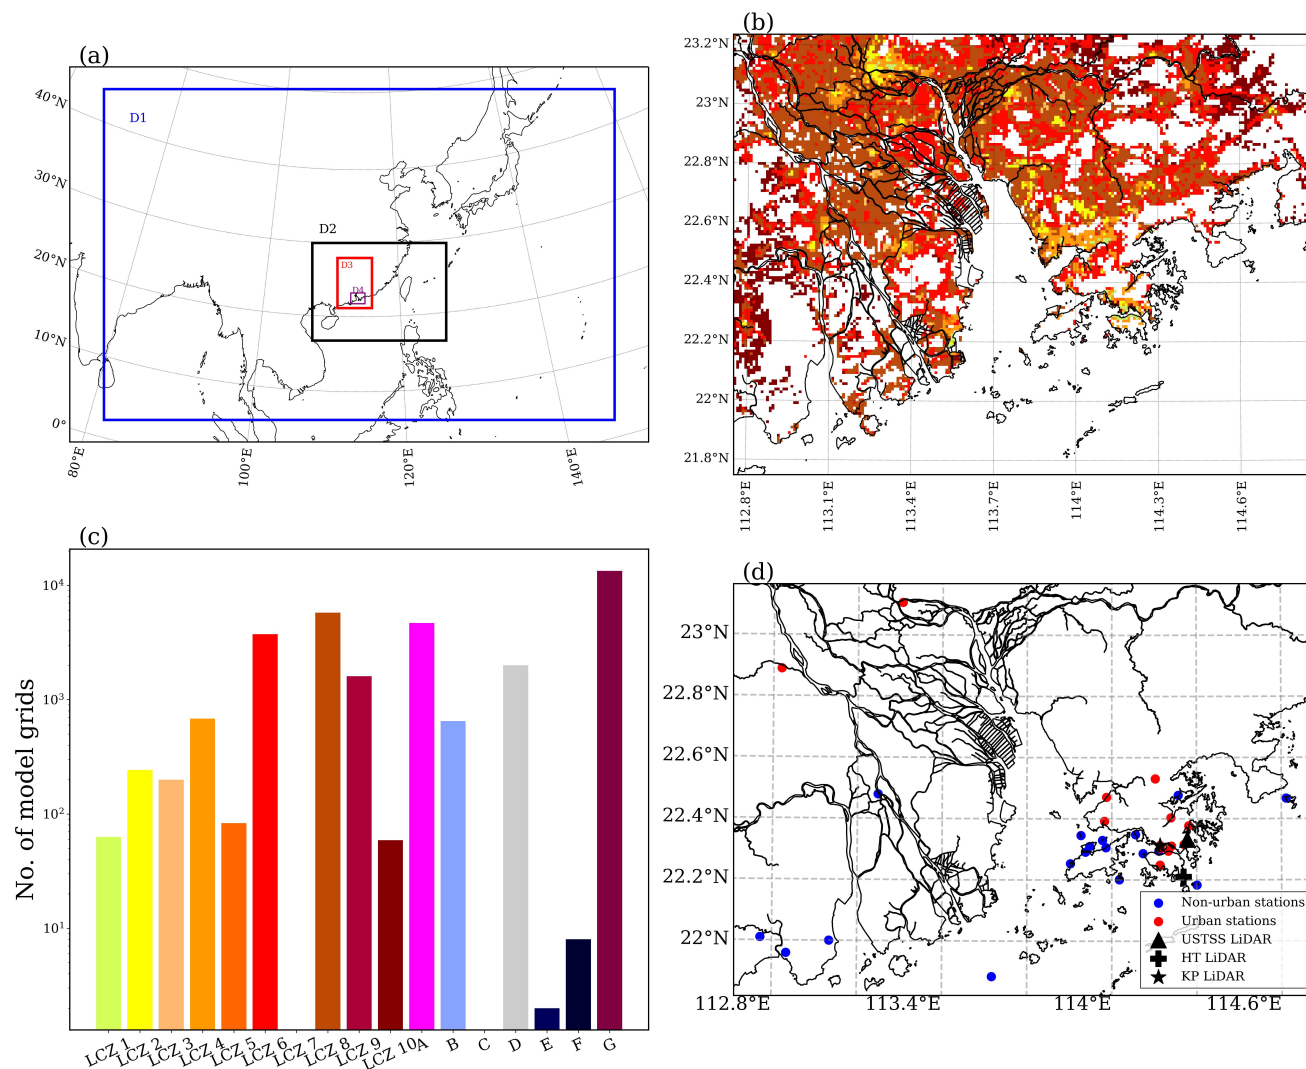 (a)
40°N
30°N
20°N
10°N
0°
80°E
100°E
120°E
140°E
D1
D2
D3
D4
(b)
23.2°N
23°N
22.8°N
22.6°N
22.4°N
22.2°N
22°N
21.8°N
112.8°E
113.1°E
113.4°E
113.7°E
114°E
114.3°E
114.6°E
(c)
No. of model grids
10⁴
10³
10²
10¹
LCZ 1
LCZ 2
LCZ 3
LCZ 4
LCZ 5
LCZ 6
LCZ 7
LCZ 8
LCZ 9
LCZ 10
A
B
C
D
E
F
G
(d)
23°N
22.8°N
22.6°N
22.4°N
22.2°N
22°N
112.8°E
113.4°E
114°E
114.6°E
Non-urban stations
Urban stations
USTSS LiDAR
HT LiDAR
KP LiDAR